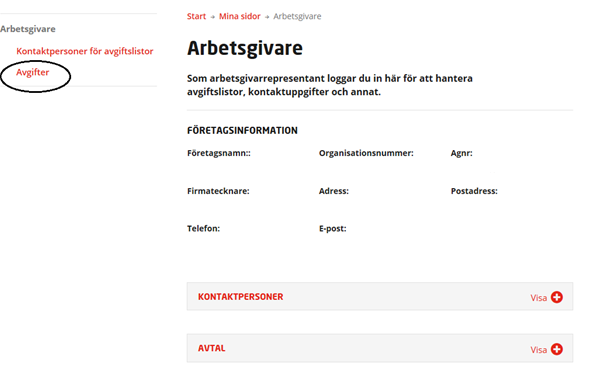 Start → Mina sidor → Arbetsgivare
Arbetsgivare
Kontaktpersoner för avgiftslistor
Avgifter
Arbetsgivare
Som arbetsgivarrepresentant loggar du in här för att hantera
avgiftslistor, kontaktuppgifter och annat.
FÖRETAGSINFORMATION
Företagsnamn:: Organisationsnummer: Agnr:
Firmatecknare: Adress: Postadress:
Telefon: E-post:
KONTAKTPERSONER Visa
AVTAL Visa